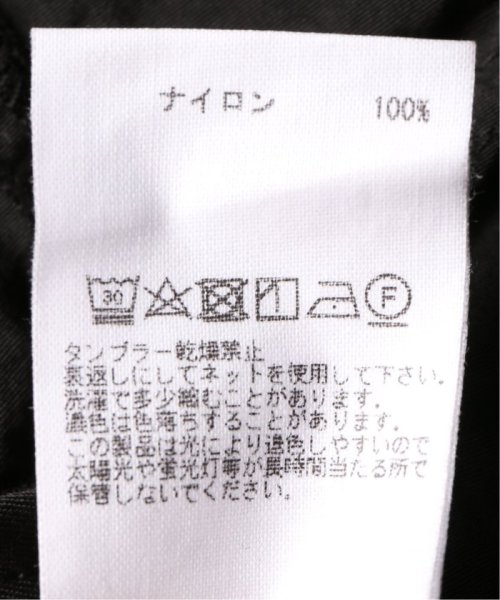 ナイロン 100%
30 F
タンブラー乾燥禁止
裏返しにしてネットを使用して下さい。
洗濯で多少縮むことがあります。
濃色は色落ちすることがあります。
この製品は光により退色しやすいので
太陽光や蛍光灯等が長時間当たる所で
保管しないでください。